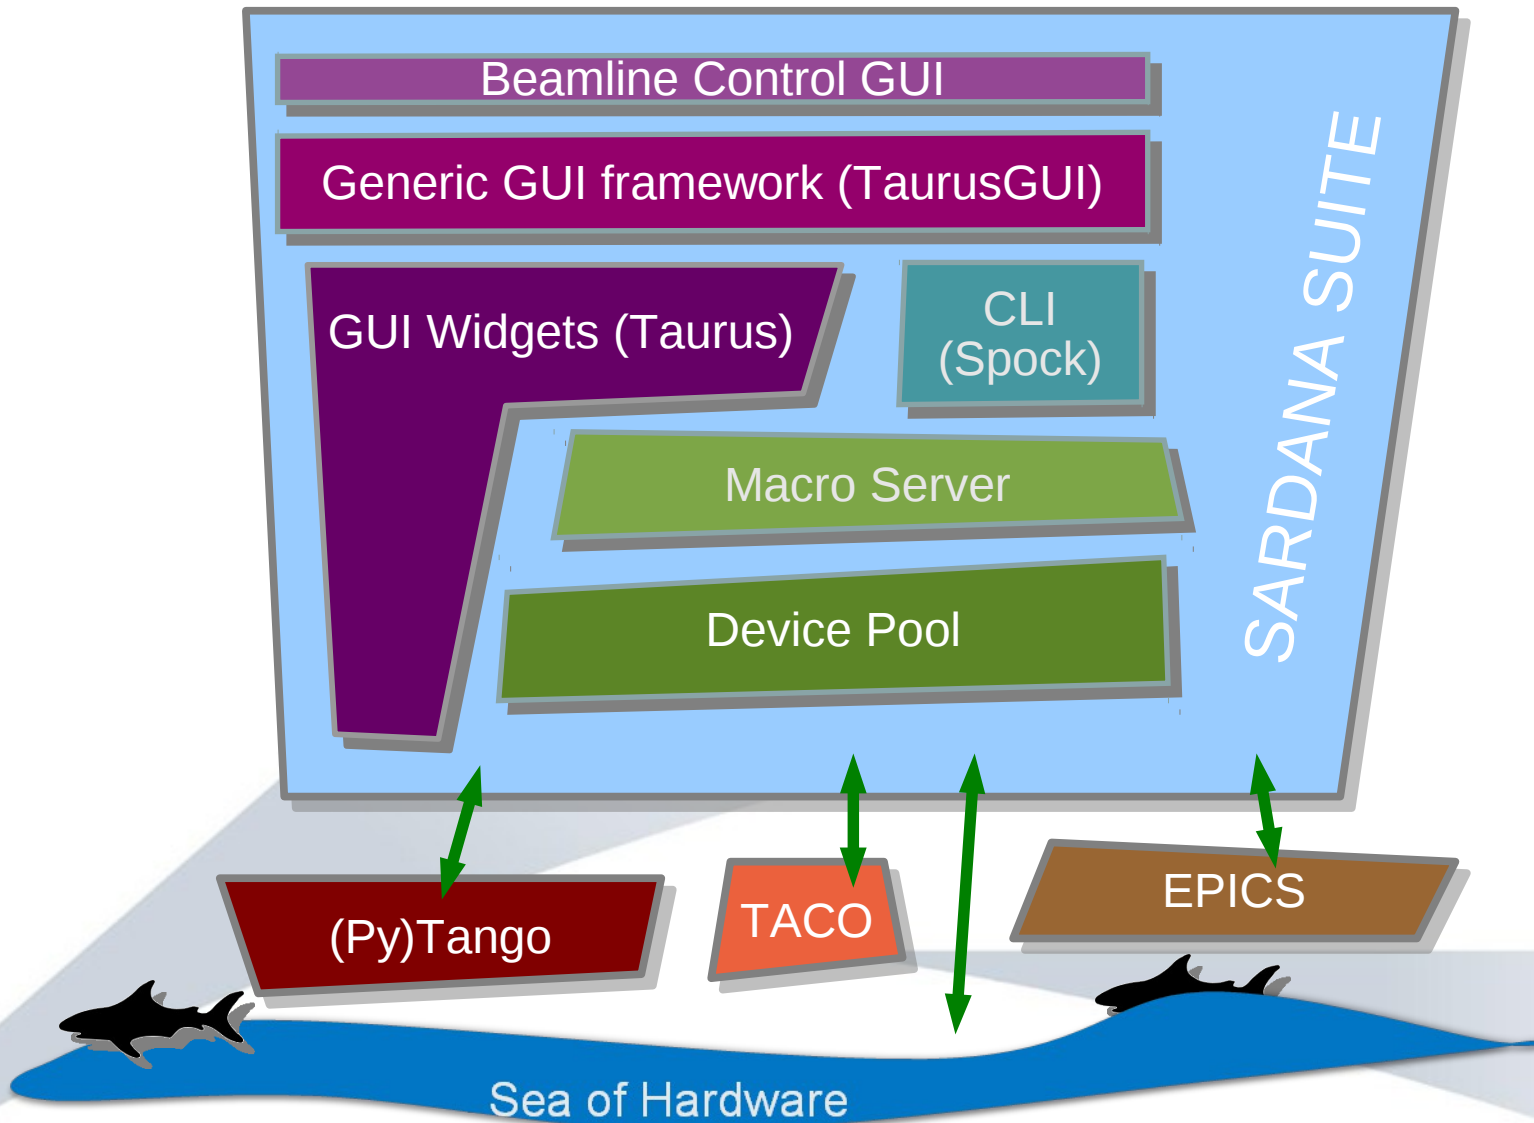 Beamline Control GUI
Generic GUI framework (TaurusGUI)
GUI Widgets (Taurus)
CLI
(Spock)
Macro Server
Device Pool
SARDANA SUITE
(Py)Tango
TACO
EPICS
Sea of Hardware